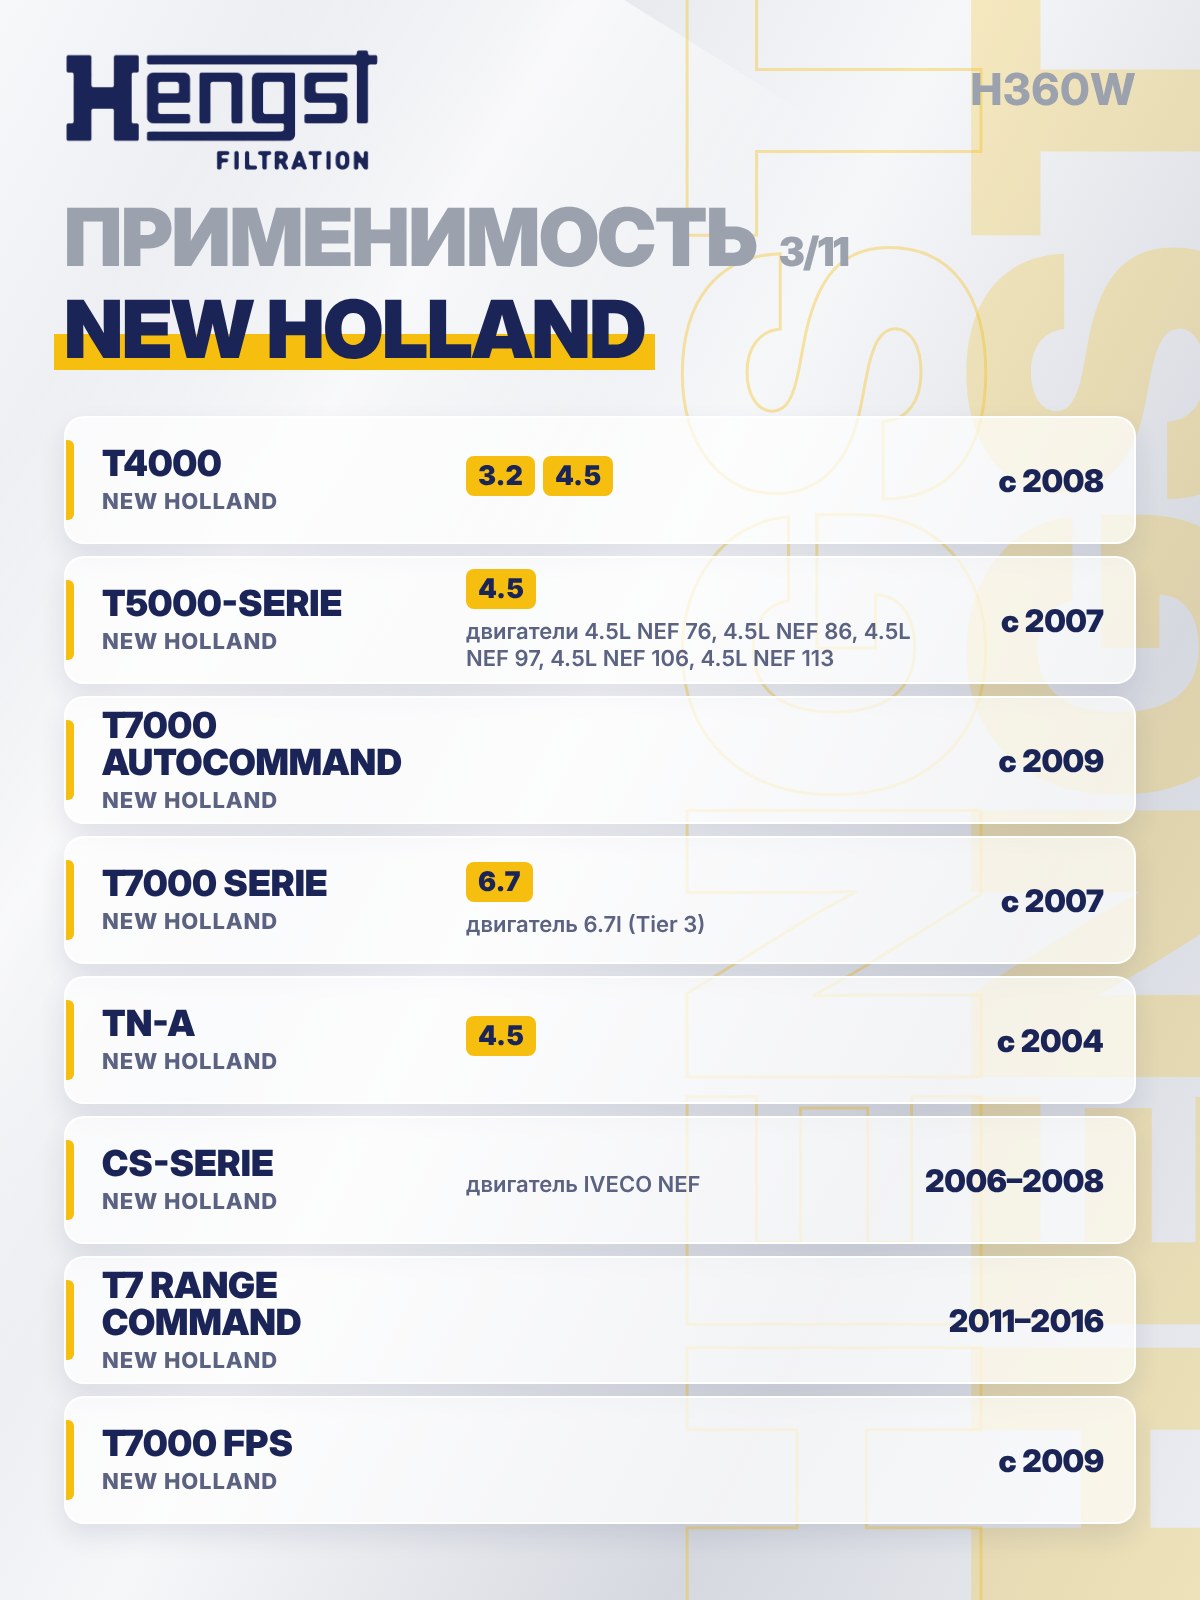 Hengst
FILTRATION
H360W
ПРИМЕНИМОСТЬ 3/11
NEW HOLLAND
T4000
NEW HOLLAND
3.2 4.5
с 2008
T5000-SERIE
NEW HOLLAND
4.5
двигатели 4.5L NEF 76, 4.5L NEF 86, 4.5L
NEF 97, 4.5L NEF 106, 4.5L NEF 113
с 2007
T7000
AUTOCOMMAND
NEW HOLLAND
с 2009
T7000 SERIE
NEW HOLLAND
6.7
двигатель 6.7l (Tier 3)
с 2007
TN-A
NEW HOLLAND
4.5
с 2004
CS-SERIE
NEW HOLLAND
двигатель IVECO NEF
2006–2008
T7 RANGE
COMMAND
NEW HOLLAND
2011–2016
T7000 FPS
NEW HOLLAND
с 2009
HENGST
HENGST